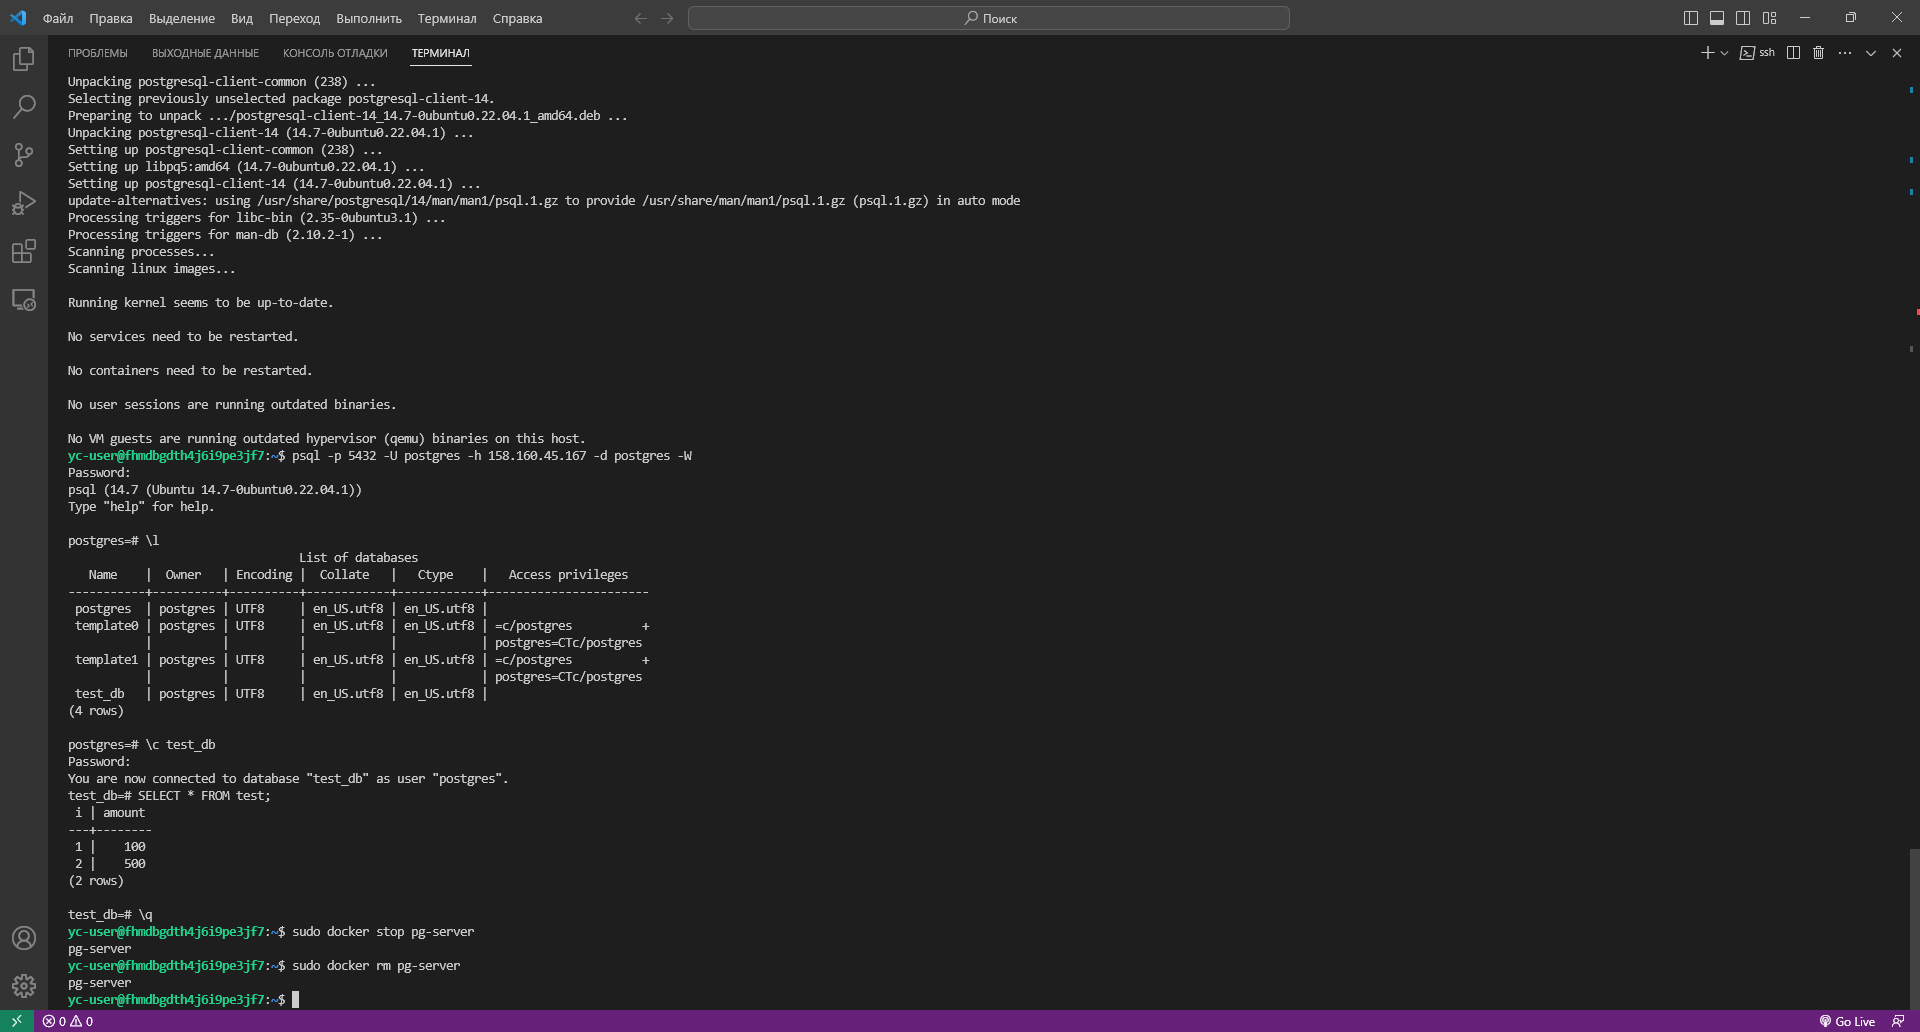 Файл Правка Выделение Вид Переход Выполнить Терминал Справка Поиск
ПРОБЛЕМЫ ВЫХОДНЫЕ ДАННЫЕ КОНСОЛЬ ОТЛАДКИ ТЕРМИНАЛ ssh
Unpacking postgresql-client-common (238) ...
Selecting previously unselected package postgresql-client-14.
Preparing to unpack .../postgresql-client-14_14.7-0ubuntu0.22.04.1_amd64.deb ...
Unpacking postgresql-client-14 (14.7-0ubuntu0.22.04.1) ...
Setting up postgresql-client-common (238) ...
Setting up libpq5:amd64 (14.7-0ubuntu0.22.04.1) ...
Setting up postgresql-client-14 (14.7-0ubuntu0.22.04.1) ...
update-alternatives: using /usr/share/postgresql/14/man/man1/psql.1.gz to provide /usr/share/man/man1/psql.1.gz (psql.1.gz) in auto mode
Processing triggers for libc-bin (2.35-0ubuntu3.1) ...
Processing triggers for man-db (2.10.2-1) ...
Scanning processes...
Scanning linux images...
Running kernel seems to be up-to-date.
No services need to be restarted.
No containers need to be restarted.
No user sessions are running outdated binaries.
No VM guests are running outdated hypervisor (qemu) binaries on this host.
yc-user@fhmdbgdth4j6i9pe3jf7:~$ psql -p 5432 -U postgres -h 158.160.45.167 -d postgres -W
Password:
psql (14.7 (Ubuntu 14.7-0ubuntu0.22.04.1))
Type "help" for help.
postgres=# \l
List of databases
Name | Owner | Encoding | Collate | Ctype | Access privileges
-----------+----------+----------+------------+------------+-----------------------
postgres | postgres | UTF8 | en_US.utf8 | en_US.utf8 |
template0 | postgres | UTF8 | en_US.utf8 | en_US.utf8 | =c/postgres +
| | | | | postgres=CTc/postgres
template1 | postgres | UTF8 | en_US.utf8 | en_US.utf8 | =c/postgres +
| | | | | postgres=CTc/postgres
test_db | postgres | UTF8 | en_US.utf8 | en_US.utf8 |
(4 rows)
postgres=# \c test_db
Password:
You are now connected to database "test_db" as user "postgres".
test_db=# SELECT * FROM test;
i | amount
---+--------
1 | 100
2 | 500
(2 rows)
test_db=# \q
yc-user@fhmdbgdth4j6i9pe3jf7:~$ sudo docker stop pg-server
pg-server
yc-user@fhmdbgdth4j6i9pe3jf7:~$ sudo docker rm pg-server
pg-server
yc-user@fhmdbgdth4j6i9pe3jf7:~$
0 0 Go Live